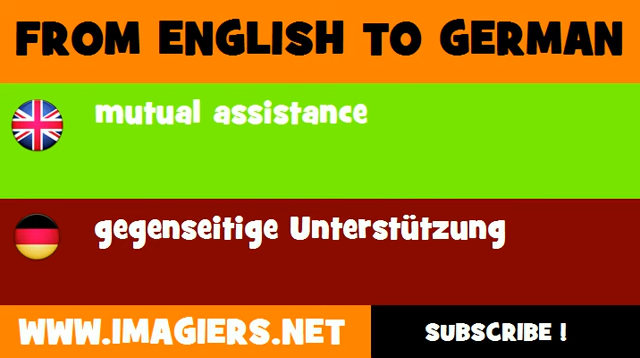 FROM ENGLISH TO GERMAN
mutual assistance
gegenseitige Unterstützung
WWW.IMAGIERS.NET
SUBSCRIBE !